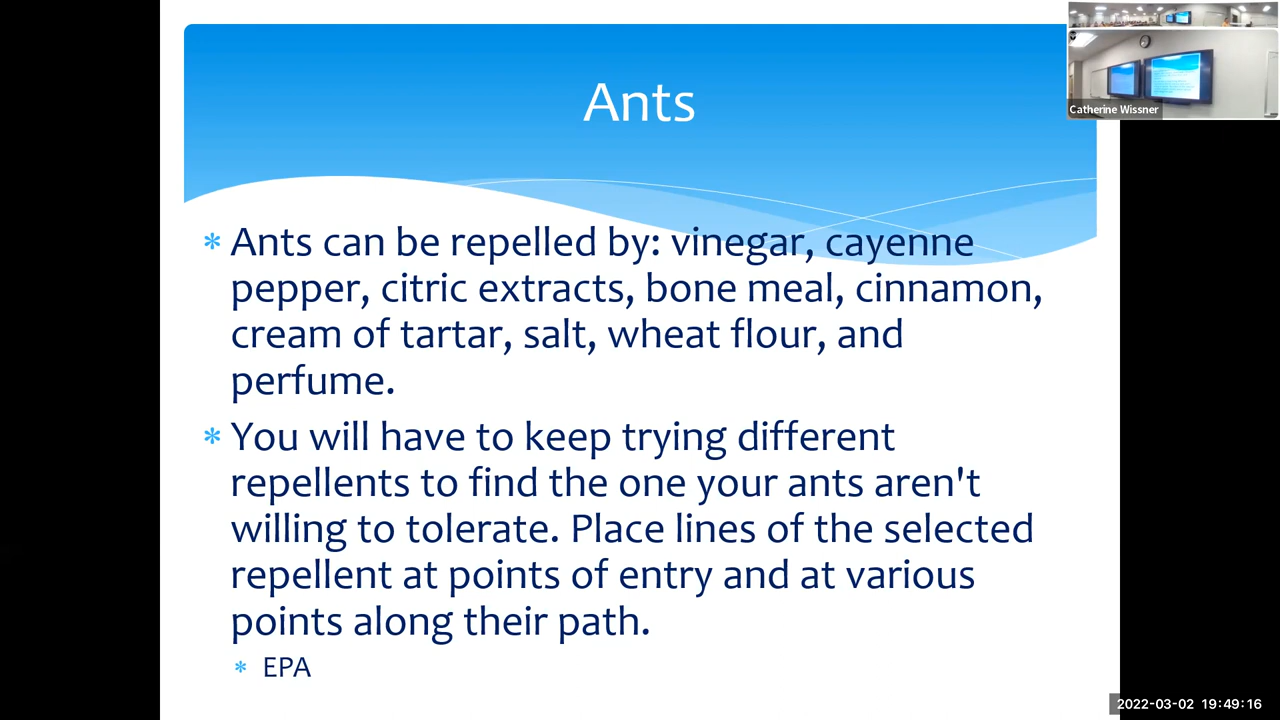 Ants
Catherine Wissner
* Ants can be repelled by: vinegar, cayenne
pepper, citric extracts, bone meal, cinnamon,
cream of tartar, salt, wheat flour, and
perfume.
* You will have to keep trying different
repellents to find the one your ants aren't
willing to tolerate. Place lines of the selected
repellent at points of entry and at various
points along their path.
* EPA
2022-03-02 19:49:16